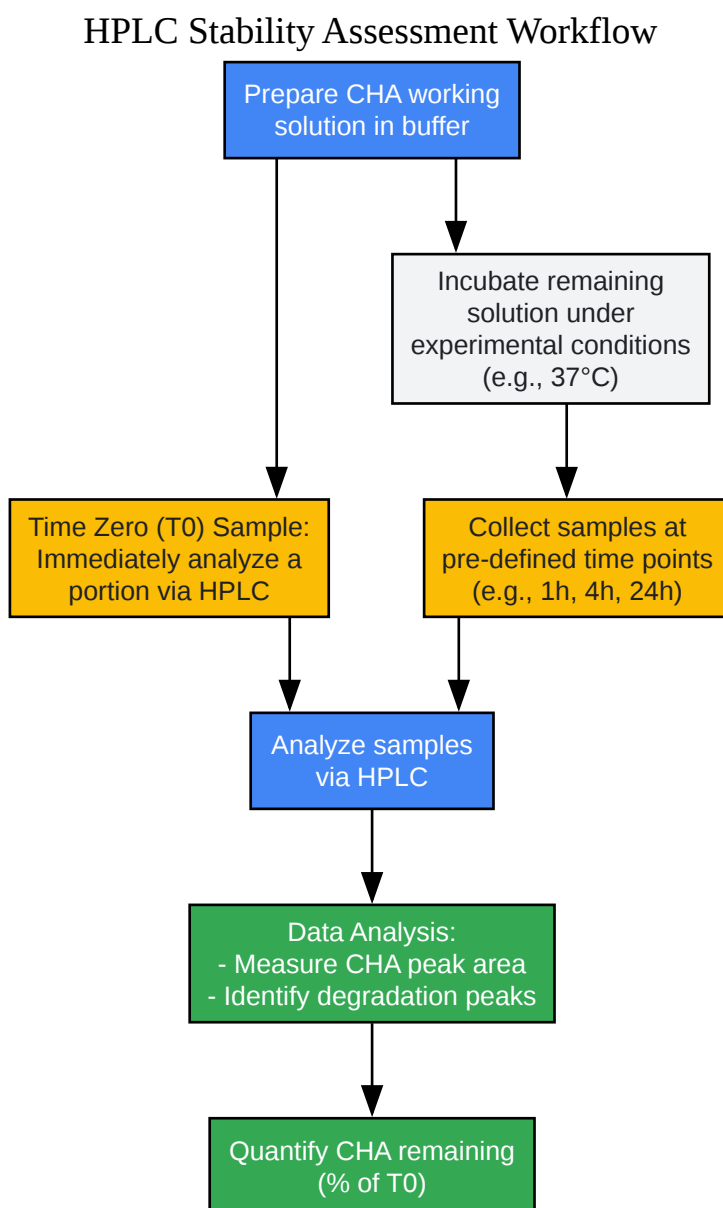 HPLC Stability Assessment Workflow
Prepare CHA working
solution in buffer
Incubate remaining
solution under
experimental conditions
(e.g., 37°C)
Time Zero (T0) Sample:
Immediately analyze a
portion via HPLC
Collect samples at
pre-defined time points
(e.g., 1h, 4h, 24h)
Analyze samples
via HPLC
Data Analysis:
- Measure CHA peak area
- Identify degradation peaks
Quantify CHA remaining
(% of T0)